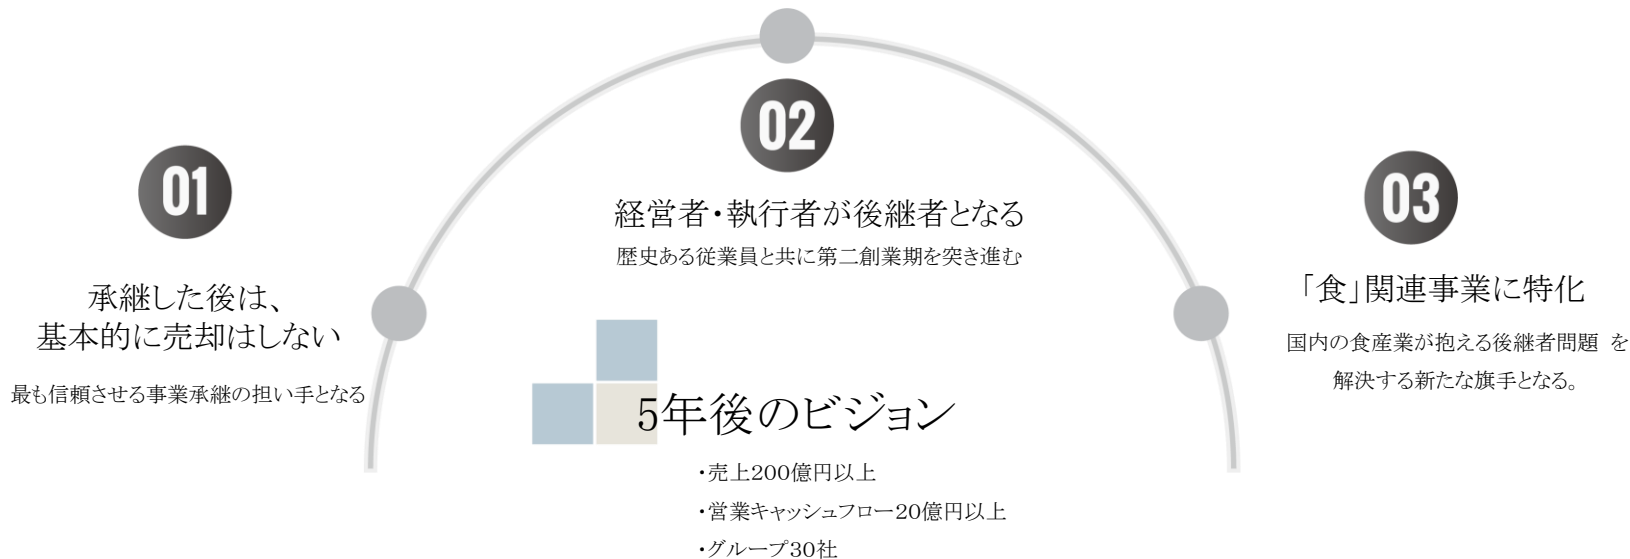 01
承継した後は、
基本的に売却はしない
最も信頼させる事業承継の担い手となる
02
経営者・執行者が後継者となる
歴史ある従業員と共に第二創業期を突き進む
03
「食」関連事業に特化
国内の食産業が抱える後継者問題 を
解決する新たな旗手となる。
5年後のビジョン
・売上200億円以上
・営業キャッシュフロー20億円以上
・グループ30社